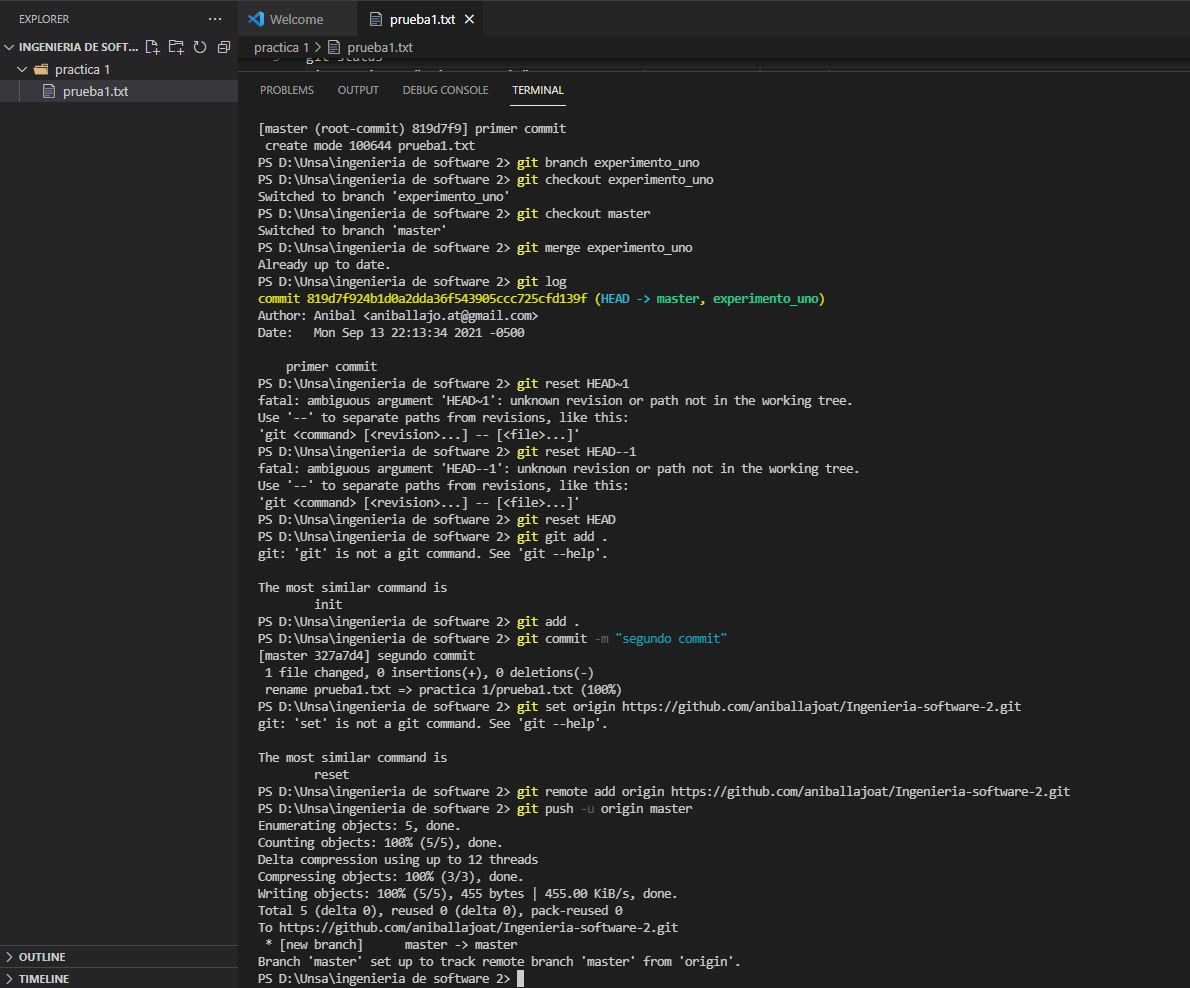 EXPLORER
Welcome
prueba1.txt
INGENIERIA DE SOFT...
practica 1 > prueba1.txt
practica 1
prueba1.txt
git status
PROBLEMS OUTPUT DEBUG CONSOLE TERMINAL
[master (root-commit) 819d7f9] primer commit
create mode 100644 prueba1.txt
PS D:\Unsa\ingenieria de software 2> git branch experimento_uno
PS D:\Unsa\ingenieria de software 2> git checkout experimento_uno
Switched to branch 'experimento_uno'
PS D:\Unsa\ingenieria de software 2> git checkout master
Switched to branch 'master'
PS D:\Unsa\ingenieria de software 2> git merge experimento_uno
Already up to date.
PS D:\Unsa\ingenieria de software 2> git log
commit 819d7f924b1d0a2dda36f543905ccc725cfd139f (HEAD -> master, experimento_uno)
Author: Anibal <aniballajo.at@gmail.com>
Date:   Mon Sep 13 22:13:34 2021 -0500
primer commit
PS D:\Unsa\ingenieria de software 2> git reset HEAD~1
fatal: ambiguous argument 'HEAD~1': unknown revision or path not in the working tree.
Use '--' to separate paths from revisions, like this:
'git <command> [<revision>...] -- [<file>...]'
PS D:\Unsa\ingenieria de software 2> git reset HEAD--1
fatal: ambiguous argument 'HEAD--1': unknown revision or path not in the working tree.
Use '--' to separate paths from revisions, like this:
'git <command> [<revision>...] -- [<file>...]'
PS D:\Unsa\ingenieria de software 2> git reset HEAD
PS D:\Unsa\ingenieria de software 2> git git add .
git: 'git' is not a git command. See 'git --help'.
The most similar command is
init
PS D:\Unsa\ingenieria de software 2> git add .
PS D:\Unsa\ingenieria de software 2> git commit -m "segundo commit"
[master 327a7d4] segundo commit
1 file changed, 0 insertions(+), 0 deletions(-)
rename prueba1.txt => practica 1/prueba1.txt (100%)
PS D:\Unsa\ingenieria de software 2> git set origin https://github.com/aniballajoat/Ingenieria-software-2.git
git: 'set' is not a git command. See 'git --help'.
The most similar command is
reset
PS D:\Unsa\ingenieria de software 2> git remote add origin https://github.com/aniballajoat/Ingenieria-software-2.git
PS D:\Unsa\ingenieria de software 2> git push -u origin master
Enumerating objects: 5, done.
Counting objects: 100% (5/5), done.
Delta compression using up to 12 threads
Compressing objects: 100% (3/3), done.
Writing objects: 100% (5/5), 455 bytes | 455.00 KiB/s, done.
Total 5 (delta 0), reused 0 (delta 0), pack-reused 0
To https://github.com/aniballajoat/Ingenieria-software-2.git
* [new branch]      master -> master
Branch 'master' set up to track remote branch 'master' from 'origin'.
PS D:\Unsa\ingenieria de software 2>
OUTLINE
TIMELINE